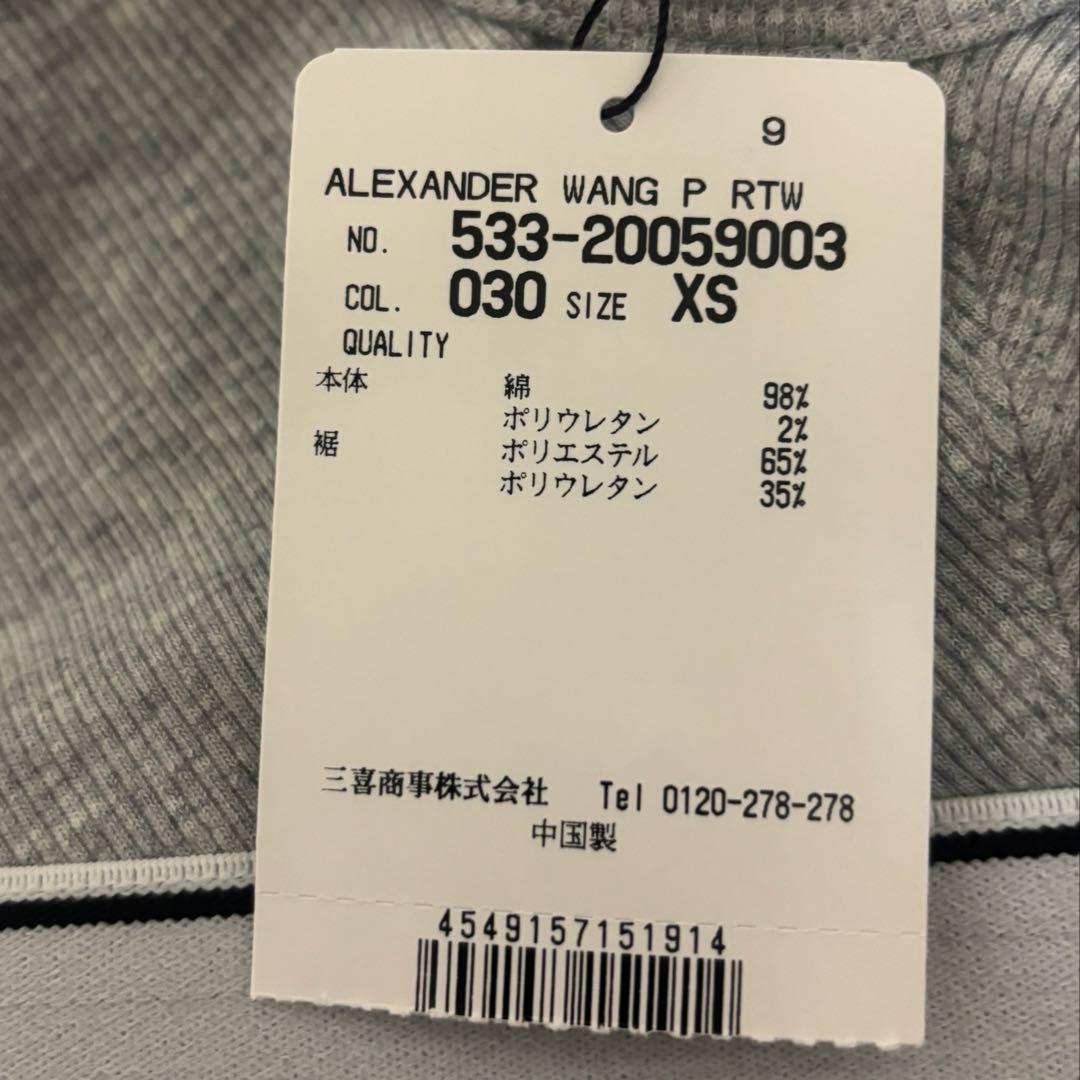 9
ALEXANDER WANG P RTW
NO. 533-20059003
COL. 030 SIZE XS
QUALITY
本体 綿 98%
ポリウレタン 2%
裾 ポリエステル 65%
ポリウレタン 35%
三喜商事株式会社 Tel 0120-278-278
中国製
4549157151914